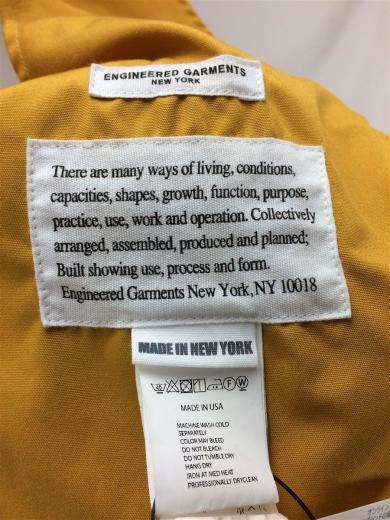 ENGINEERED GARMENTS
NEW YORK
There are many ways of living, conditions,
capacities, shapes, growth, function, purpose,
practice, use, work and operation. Collectively
arranged, assembled, produced and planned;
Built showing use, process and form.
Engineered Garments New York, NY 10018
MADE IN NEW YORK
MADE IN USA
MACHINE WASH COLD
SEPARATELY
COLOR MAY BLEED
DO NOT BLEACH
DO NOT TUMBLE DRY
HANG DRY
IRON AT MED HEAT
PROFESSIONALLY DRYCLEAN